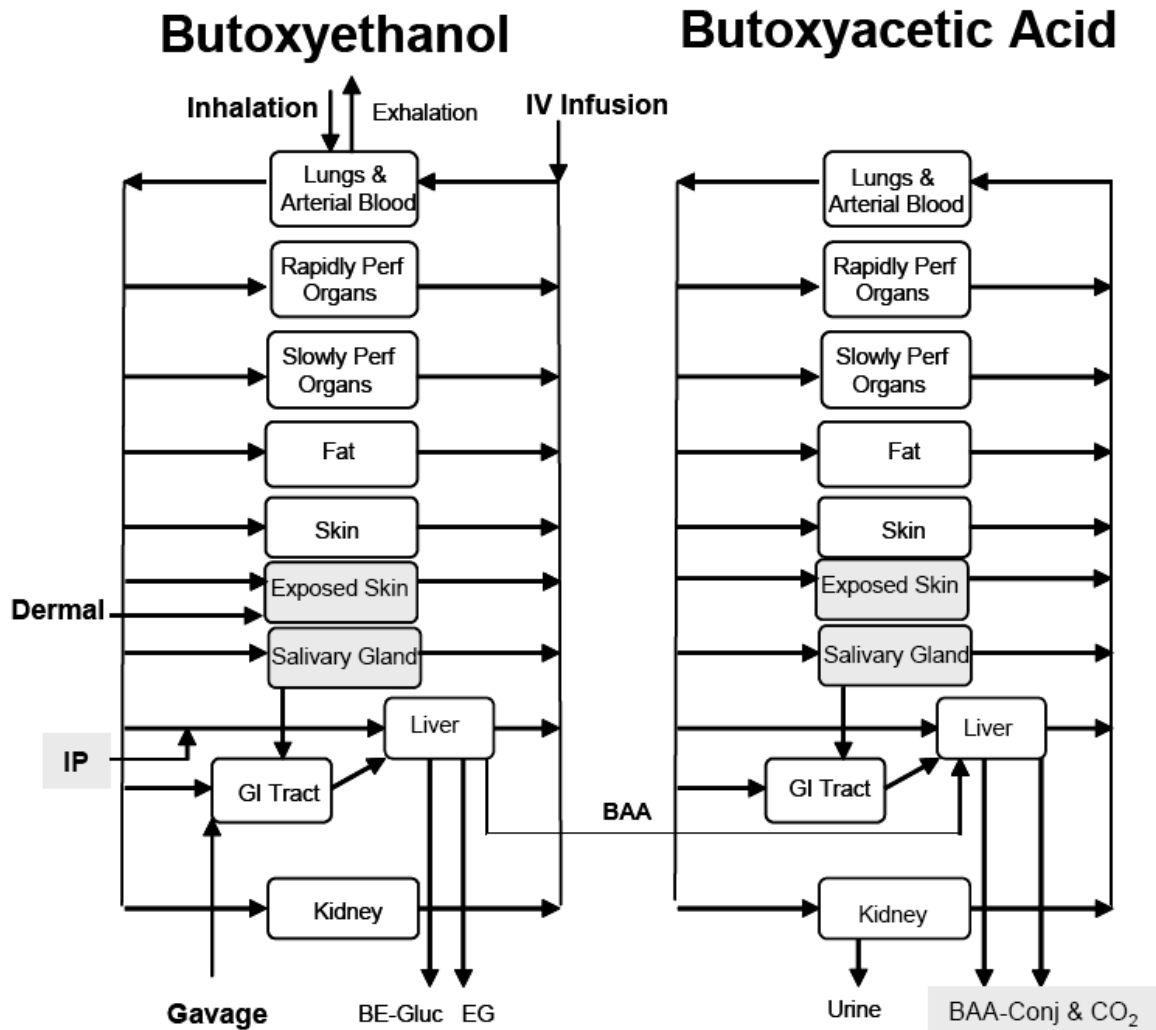 Butoxyethanol
Butoxyacetic Acid
Inhalation
Exhalation
IV Infusion
Lungs &
Arterial Blood
Rapidly Perf
Organs
Slowly Perf
Organs
Fat
Skin
Exposed Skin
Dermal
Salivary Gland
Liver
IP
GI Tract
Kidney
Gavage
BE-Gluc
EG
BAA
Lungs &
Arterial Blood
Rapidly Perf
Organs
Slowly Perf
Organs
Fat
Skin
Exposed Skin
Salivary Gland
Liver
GI Tract
Kidney
Urine
BAA-Conj & CO₂